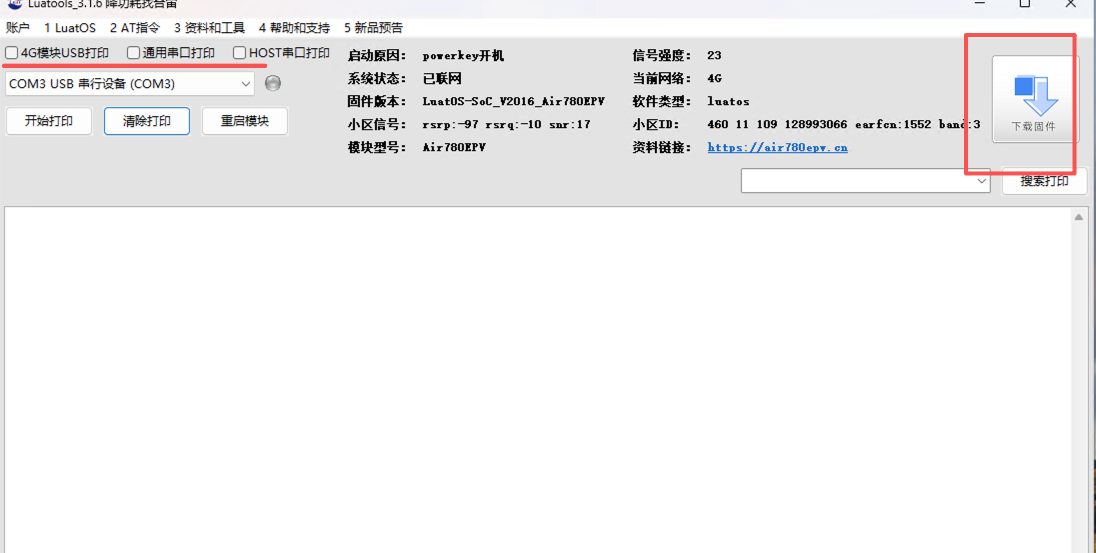 Luatools_3.1.6 降功耗找合宙
账户 1 LuatOS 2 AT指令 3 资料和工具 4 帮助和支持 5 新品预告
4G模块USB打印 通用串口打印 HOST串口打印
COM3 USB 串行设备 (COM3)
开始打印 清除打印 重启模块
启动原因: powerkey开机 信号强度: 23
系统状态: 已联网 当前网络: 4G
固件版本: LuatOS-SoC_V2016_Air780EPV 软件类型: luatos
小区信号: rsrp:-97 rsrq:-10 snr:17 小区ID: 460 11 109 128993066 earfcn:1552 band:3
模块型号: Air780EPV 资料链接: https://air780epv.cn
下载固件
搜索打印